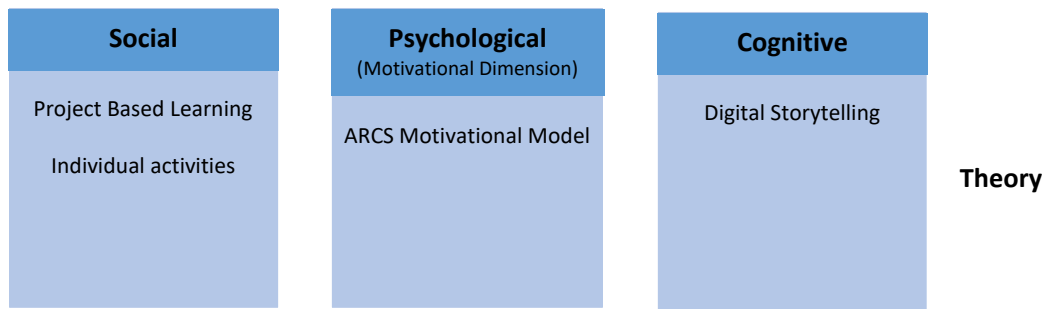 Social
Project Based Learning
Individual activities
Psychological
(Motivational Dimension)
ARCS Motivational Model
Cognitive
Digital Storytelling
Theory